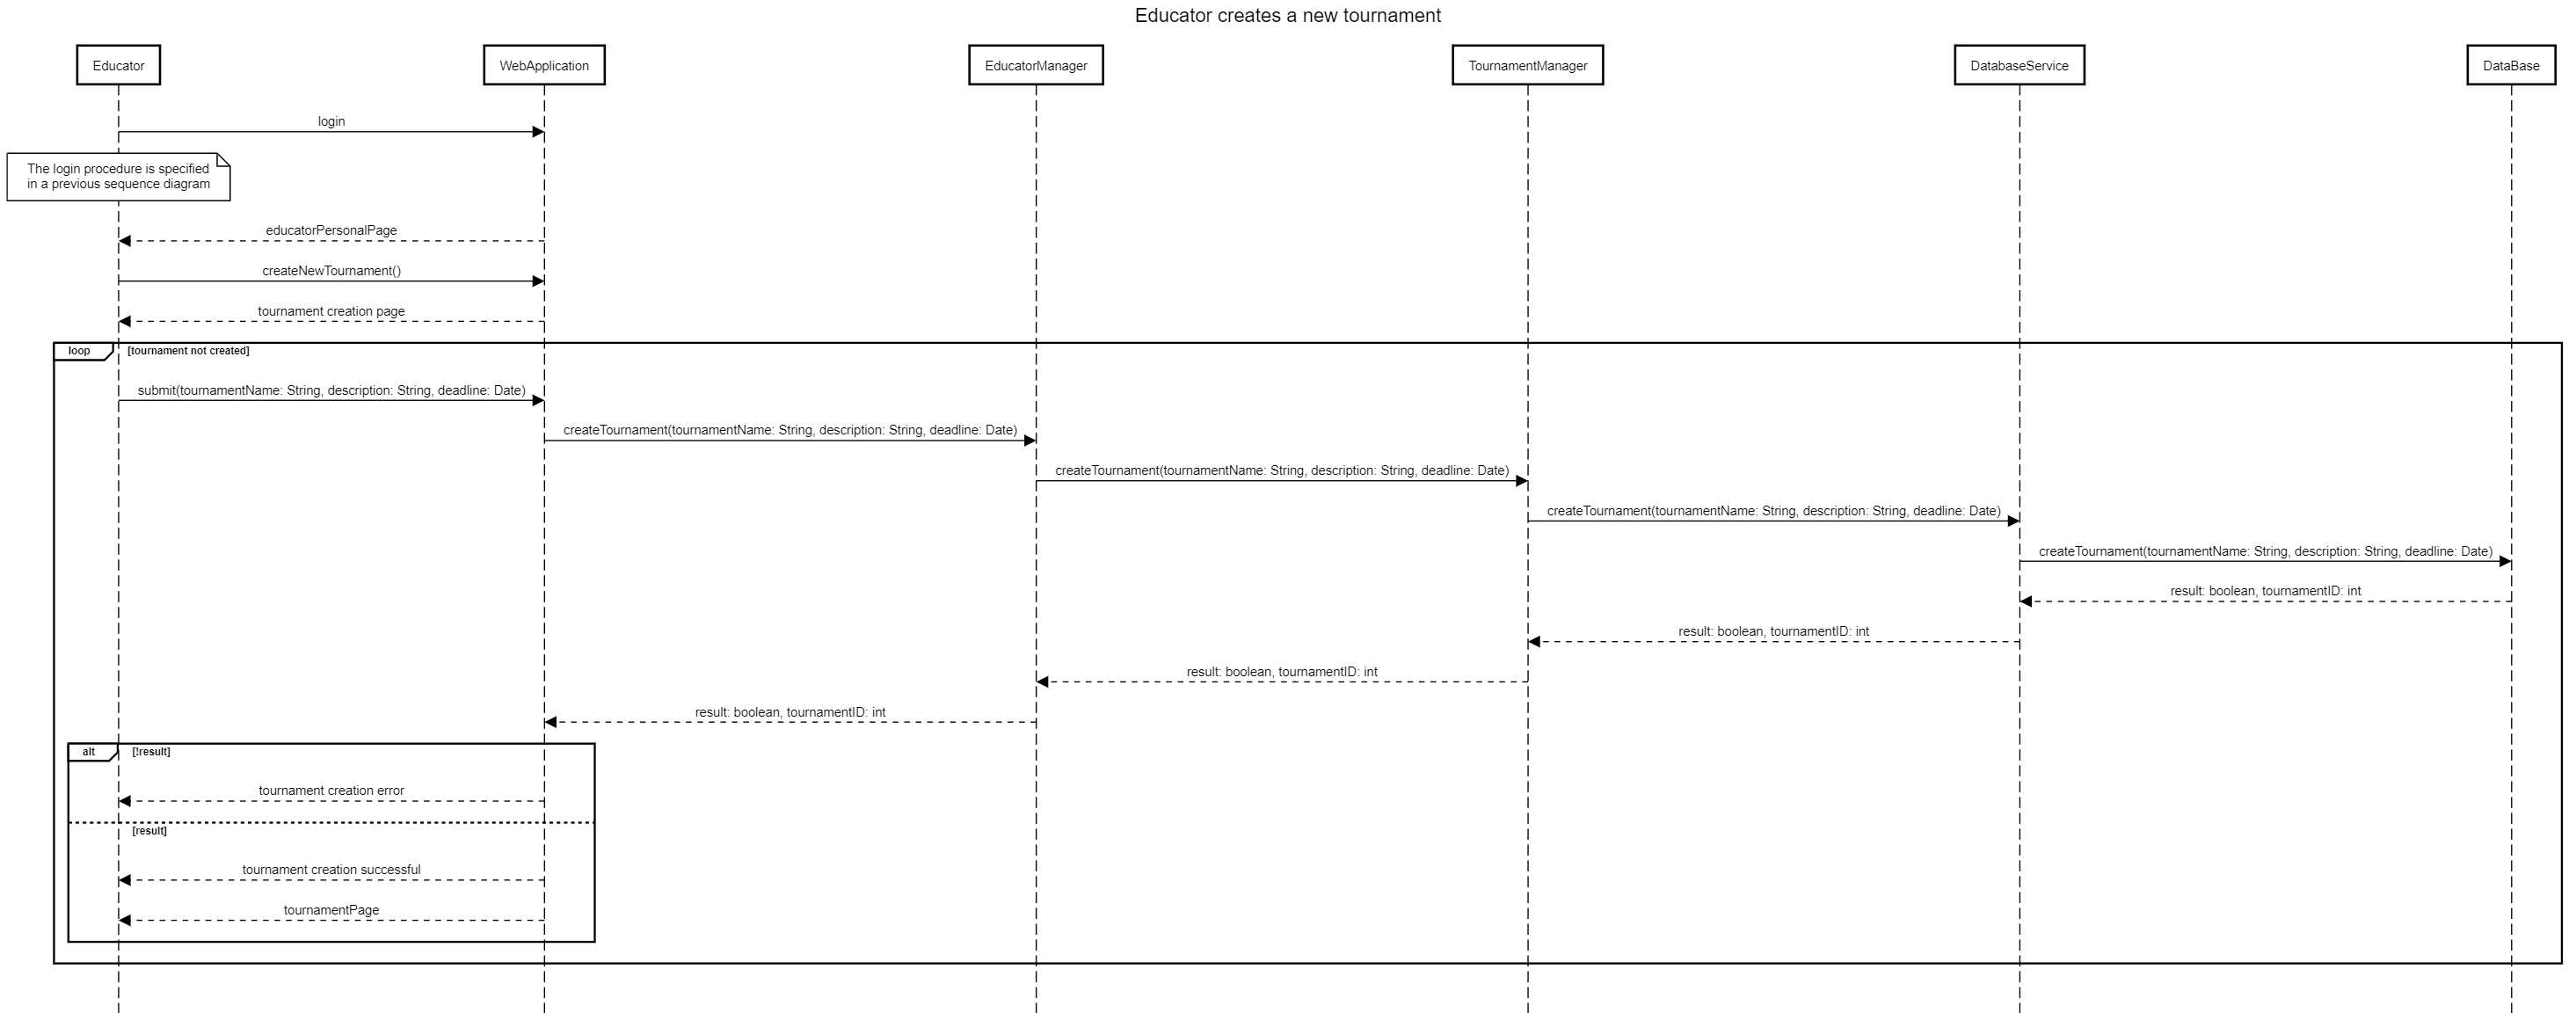 Educator creates a new tournament
Educator
WebApplication
EducatorManager
TournamentManager
DatabaseService
DataBase
login
The login procedure is specified
in a previous sequence diagram
educatorPersonalPage
createNewTournament()
tournament creation page
loop
[tournament not created]
submit(tournamentName: String, description: String, deadline: Date)
createTournament(tournamentName: String, description: String, deadline: Date)
createTournament(tournamentName: String, description: String, deadline: Date)
createTournament(tournamentName: String, description: String, deadline: Date)
createTournament(tournamentName: String, description: String, deadline: Date)
result: boolean, tournamentID: int
result: boolean, tournamentID: int
result: boolean, tournamentID: int
result: boolean, tournamentID: int
alt
[!result]
tournament creation error
[result]
tournament creation successful
tournamentPage